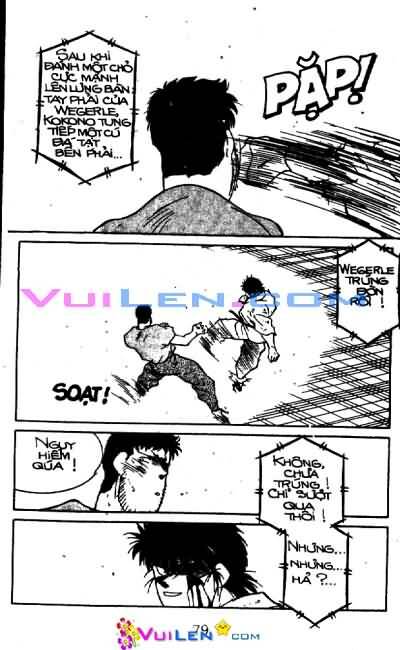 SAU KHI
ĐÁNH MỘT CHỎ
CỰC MẠNH
LÊN LƯNG BÀN
TAY PHẢI CỦA
WEGERLE,
KOKONO TUNG
TIẾP MỘT CÚ
ĐÁ TẠT
BÊN PHẢI...
PẶP!
WEGERLE
TRÚNG
ĐÒN
RỒI !
VUILEN.COM
SOẠT!
NGUY
HIỂM
QUÁ !
KHÔNG,
CHƯA
TRÚNG !
CHỈ SƯỢT
QUA
THÔI !
NHƯNG...
NHƯNG...
HẢ ?...
79
VUILEN.COM